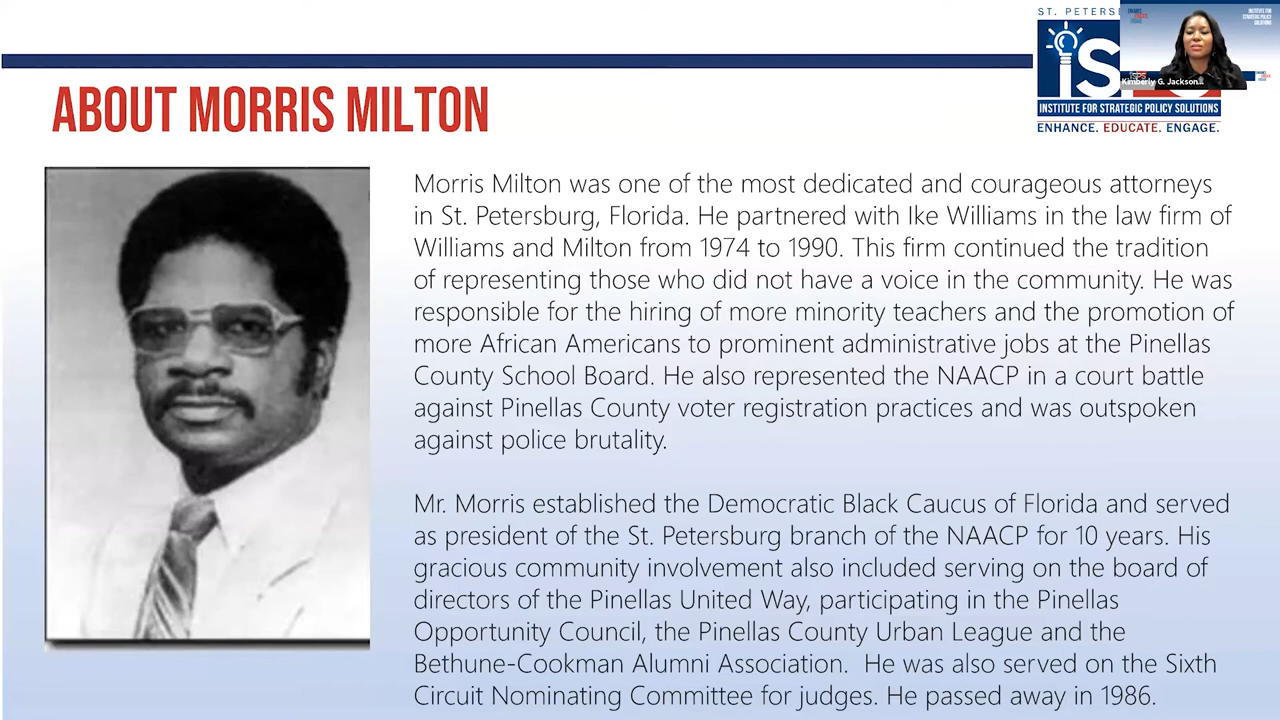 ST. PETERS
iS
INSTITUTE FOR STRATEGIC POLICY SOLUTIONS
ENHANCE. EDUCATE. ENGAGE.
INSTITUTE FOR
STRATEGIC POLICY
SOLUTIONS
Kimberly G. Jackson...
ABOUT MORRIS MILTON
Morris Milton was one of the most dedicated and courageous attorneys
in St. Petersburg, Florida. He partnered with Ike Williams in the law firm of
Williams and Milton from 1974 to 1990. This firm continued the tradition
of representing those who did not have a voice in the community. He was
responsible for the hiring of more minority teachers and the promotion of
more African Americans to prominent administrative jobs at the Pinellas
County School Board. He also represented the NAACP in a court battle
against Pinellas County voter registration practices and was outspoken
against police brutality.
Mr. Morris established the Democratic Black Caucus of Florida and served
as president of the St. Petersburg branch of the NAACP for 10 years. His
gracious community involvement also included serving on the board of
directors of the Pinellas United Way, participating in the Pinellas
Opportunity Council, the Pinellas County Urban League and the
Bethune-Cookman Alumni Association. He was also served on the Sixth
Circuit Nominating Committee for judges. He passed away in 1986.